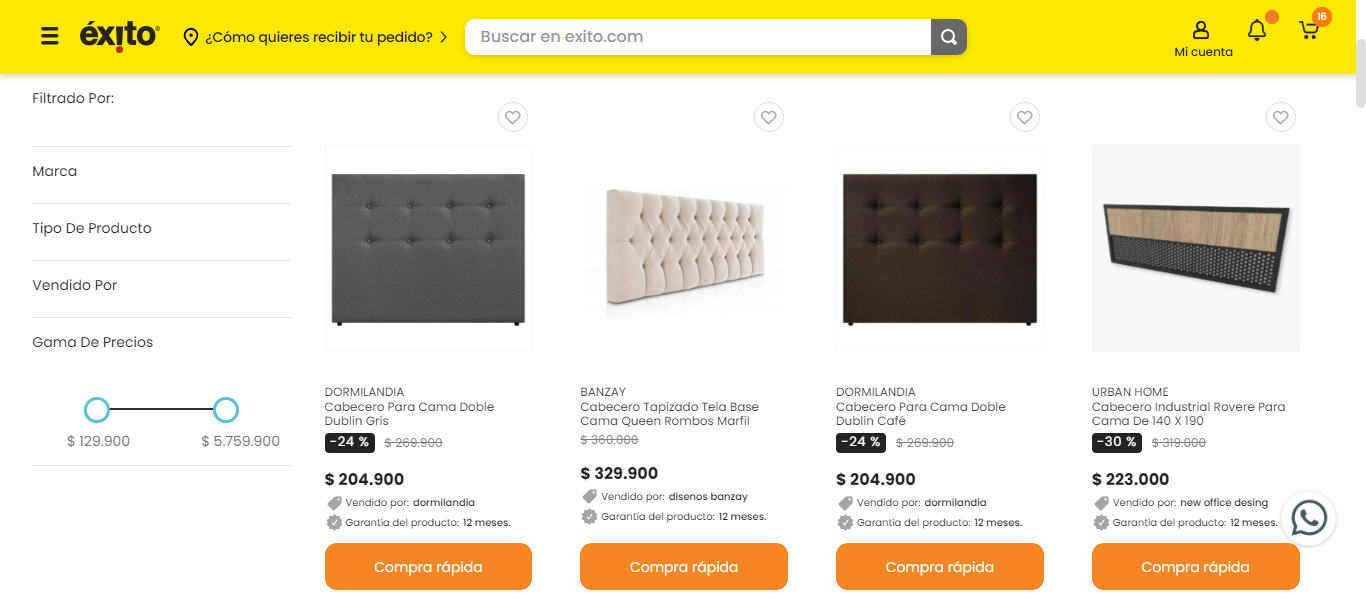 éxito
¿Cómo quieres recibir tu pedido?
Buscar en exito.com
Mi cuenta
16
Filtrado Por:
Marca
Tipo De Producto
Vendido Por
Gama De Precios
$ 129.900
$ 5.759.900
DORMILANDIA
Cabecero Para Cama Doble
Dublin Gris
-24 %
$ 269.900
$ 204.900
Vendido por: dormilandia
Garantía del producto: 12 meses.
Compra rápida
BANZAY
Cabecero Tapizado Tela Base
Cama Queen Rombos Marfil
$ 360.000
$ 329.900
Vendido por: disenos banzay
Garantía del producto: 12 meses.
Compra rápida
DORMILANDIA
Cabecero Para Cama Doble
Dublin Café
-24 %
$ 269.900
$ 204.900
Vendido por: dormilandia
Garantía del producto: 12 meses.
Compra rápida
URBAN HOME
Cabecero Industrial Rovere Para
Cama De 140 X 190
-30 %
$ 319.000
$ 223.000
Vendido por: new office desing
Garantía del producto: 12 meses.
Compra rápida